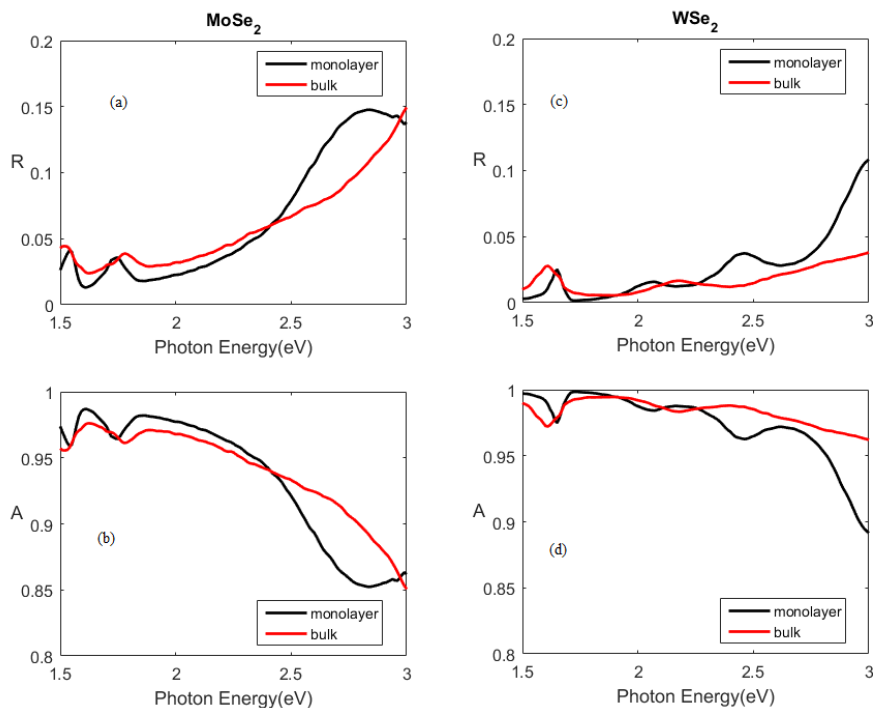 MoSe2
0.2
0.15
0.1
0.05
0
R
(a)
monolayer
bulk
1.5
2
2.5
3
Photon Energy(eV)
WSe2
0.2
0.15
0.1
0.05
0
R
(c)
monolayer
bulk
1.5
2
2.5
3
Photon Energy(eV)
1
0.95
0.9
0.85
0.8
A
(b)
monolayer
bulk
1.5
2
2.5
3
Photon Energy(eV)
1
0.95
0.9
0.85
0.8
A
(d)
monolayer
bulk
1.5
2
2.5
3
Photon Energy(eV)